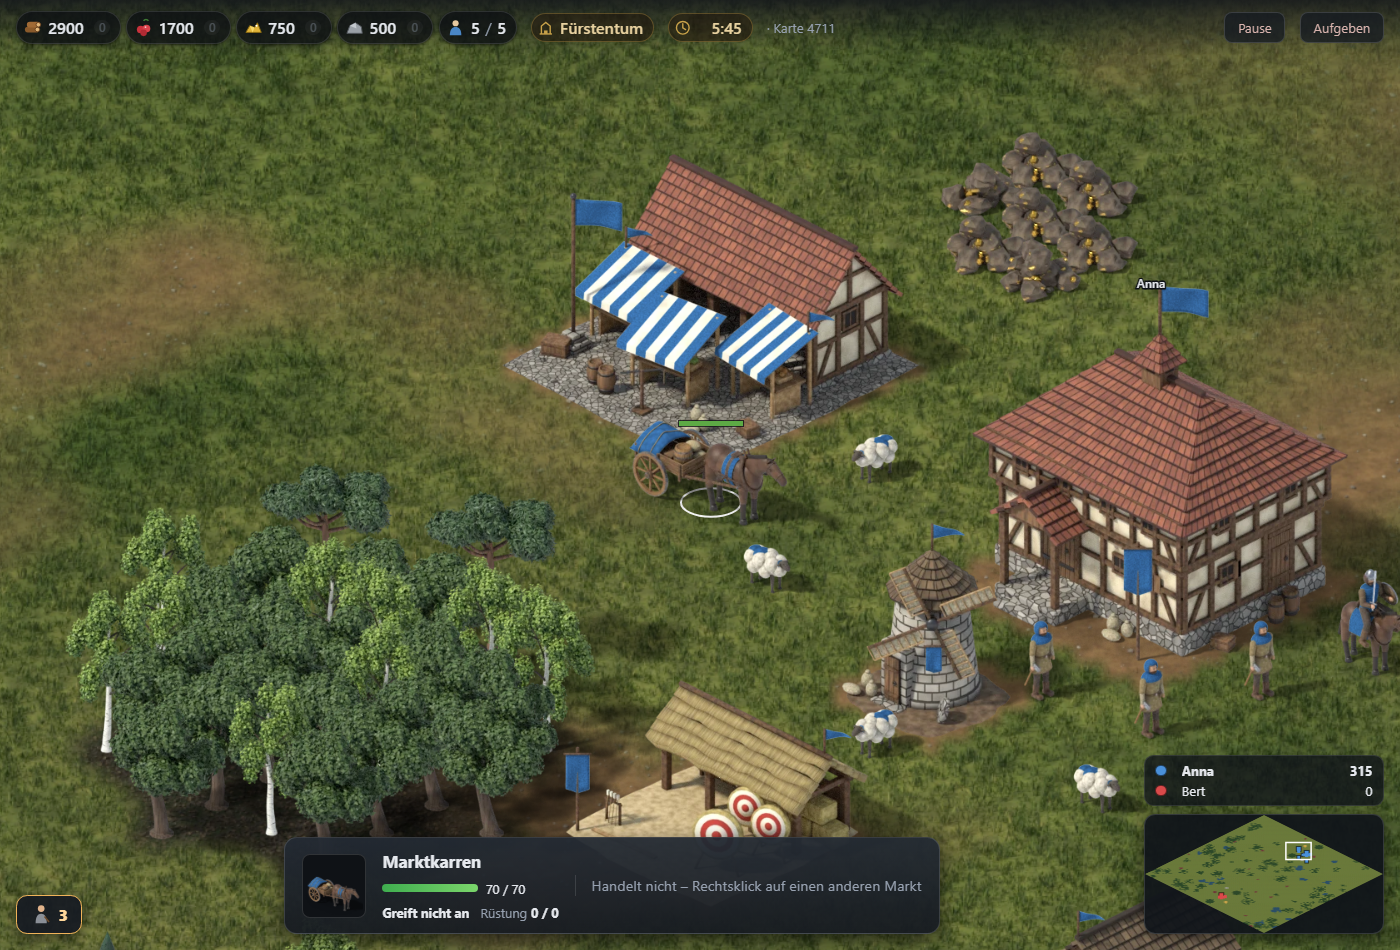 2900 0 1700 0 750 0 500 0 5 / 5 Fürstentum 5:45 · Karte 4711 Pause Aufgeben
Anna
Anna 315
Bert 0
Marktkarren
70 / 70
Handelt nicht – Rechtsklick auf einen anderen Markt
Greift nicht an Rüstung 0 / 0
3